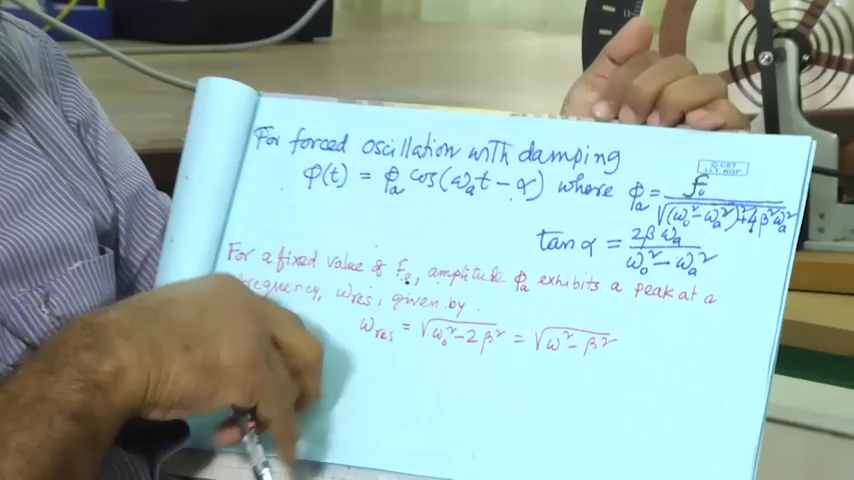 For forced oscillation with damping
© CET
I.I.T. KGP
φ(t) = φₐ cos(ωₐt − α) where φₐ = f₀ / √((ω₀² − ωₐ²)² + 4β²ωₐ²)
tan α = 2βωₐ / (ω₀² − ωₐ²)
For a fixed value of F₀, amplitude φₐ exhibits a peak at a
frequency, ωres, given by.
ωres = √(ω₀² − 2β²) = √(ω² − β²)